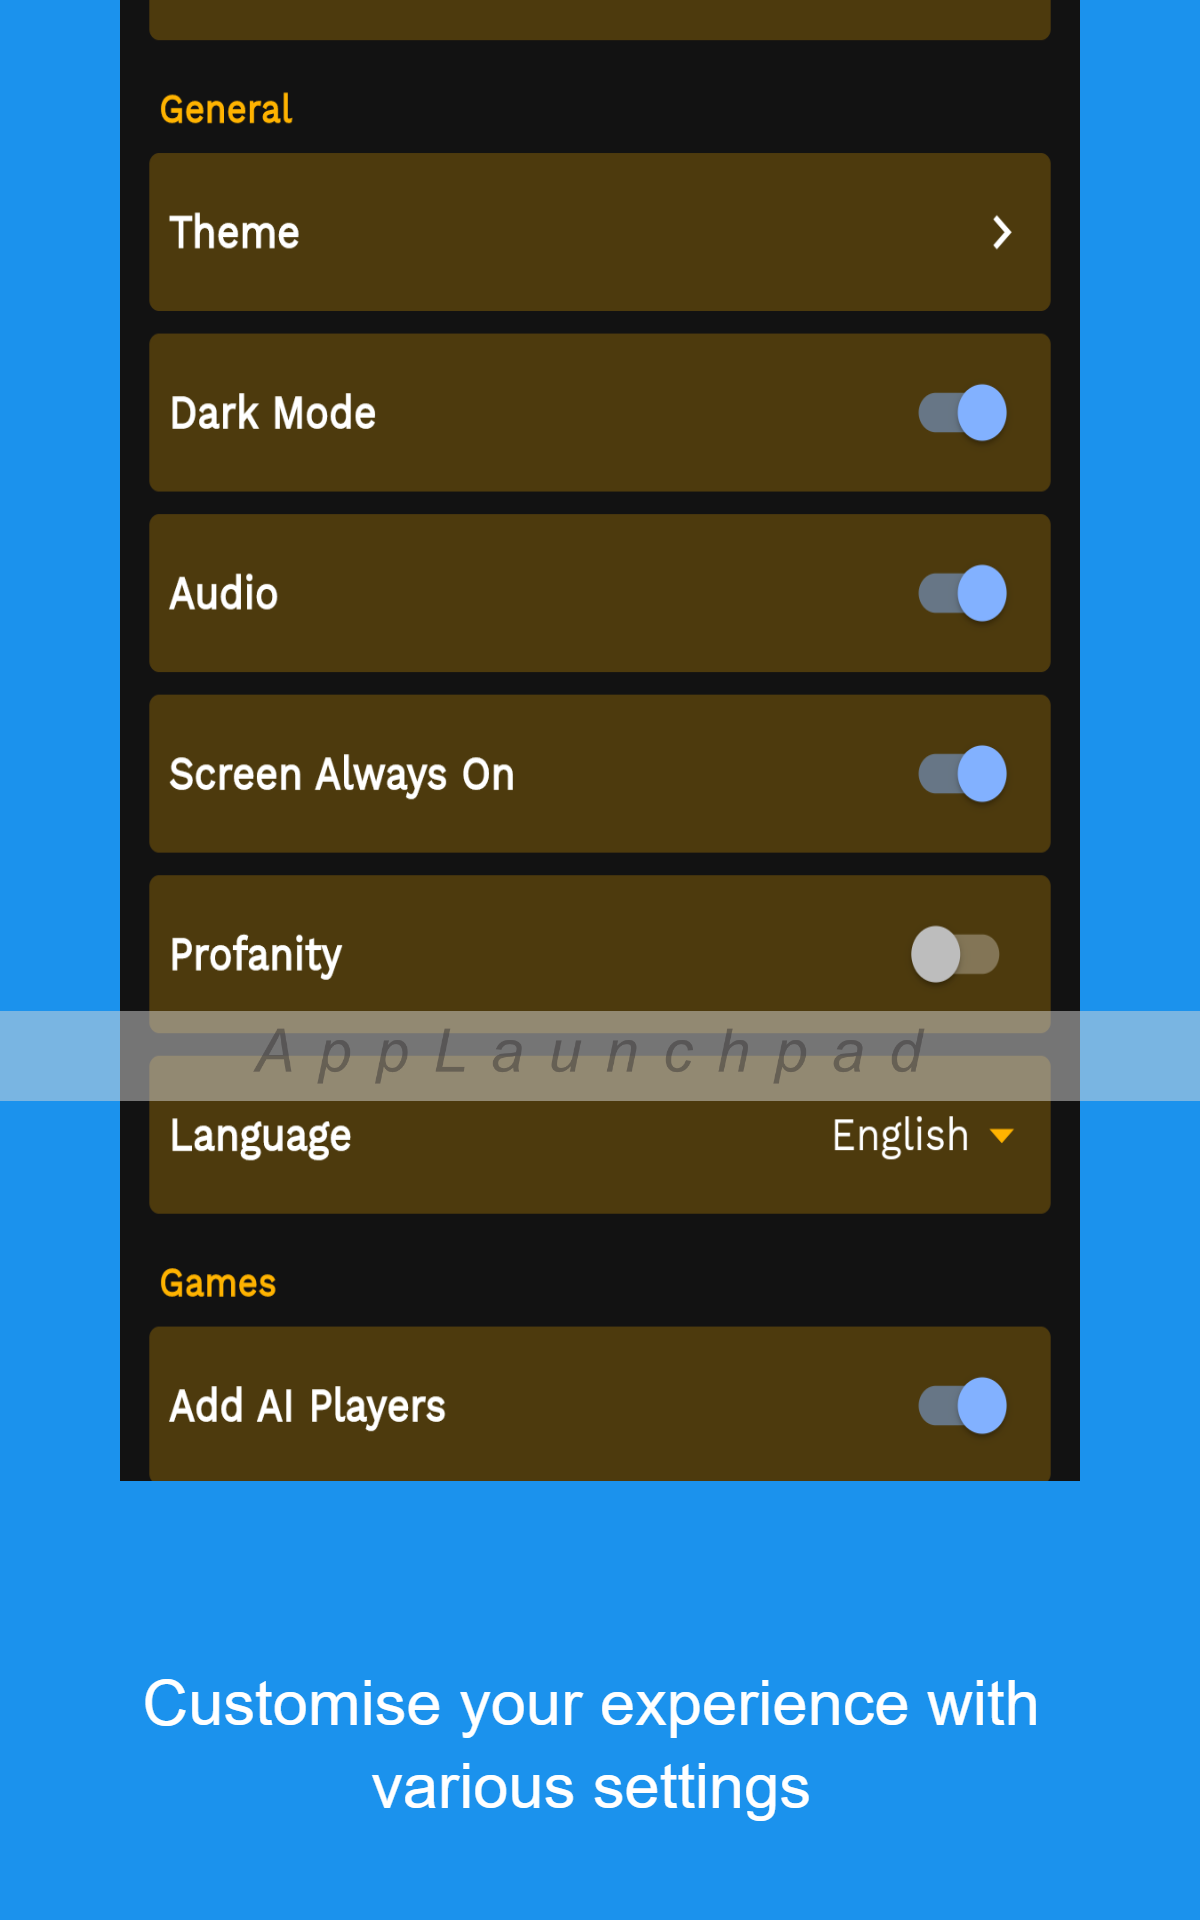 General
Theme
Dark Mode
Audio
Screen Always On
Profanity
AppLaunchpad
Language English
Games
Add AI Players
Customise your experience with
various settings